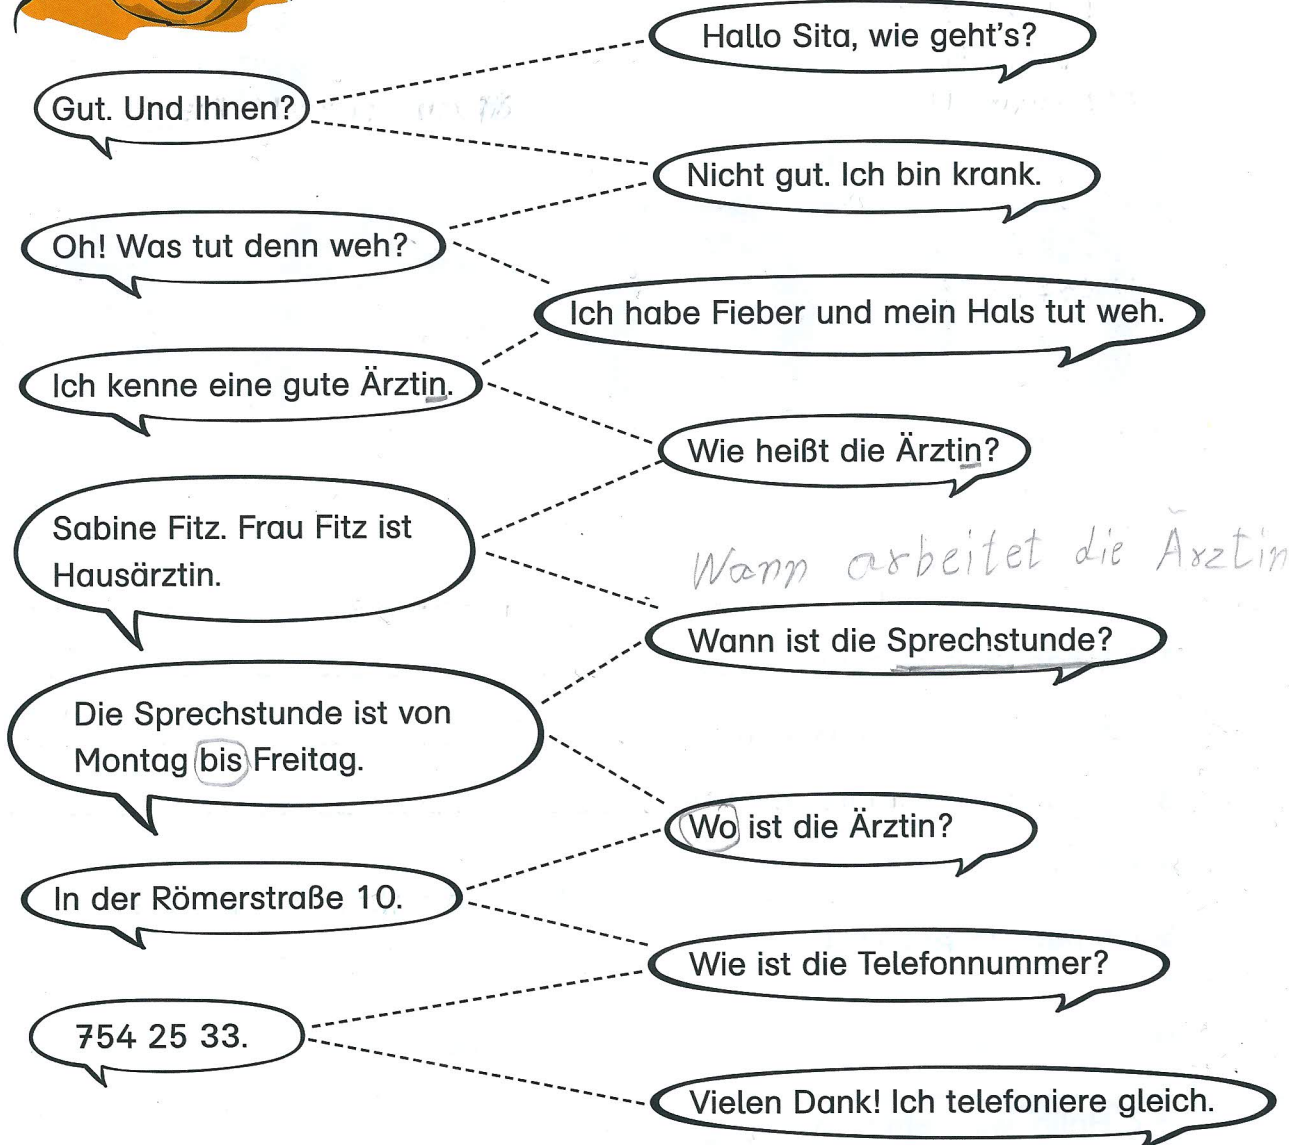 Hallo Sita, wie geht's?
Gut. Und Ihnen?
Nicht gut. Ich bin krank.
Oh! Was tut denn weh?
Ich habe Fieber und mein Hals tut weh.
Ich kenne eine gute Ärztin.
Wie heißt die Ärztin?
Sabine Fitz. Frau Fitz ist
Hausärztin.
Wann arbeitet die Ärztin
Wann ist die Sprechstunde?
Die Sprechstunde ist von
Montag bis Freitag.
Wo ist die Ärztin?
In der Römerstraße 10.
Wie ist die Telefonnummer?
754 25 33.
Vielen Dank! Ich telefoniere gleich.